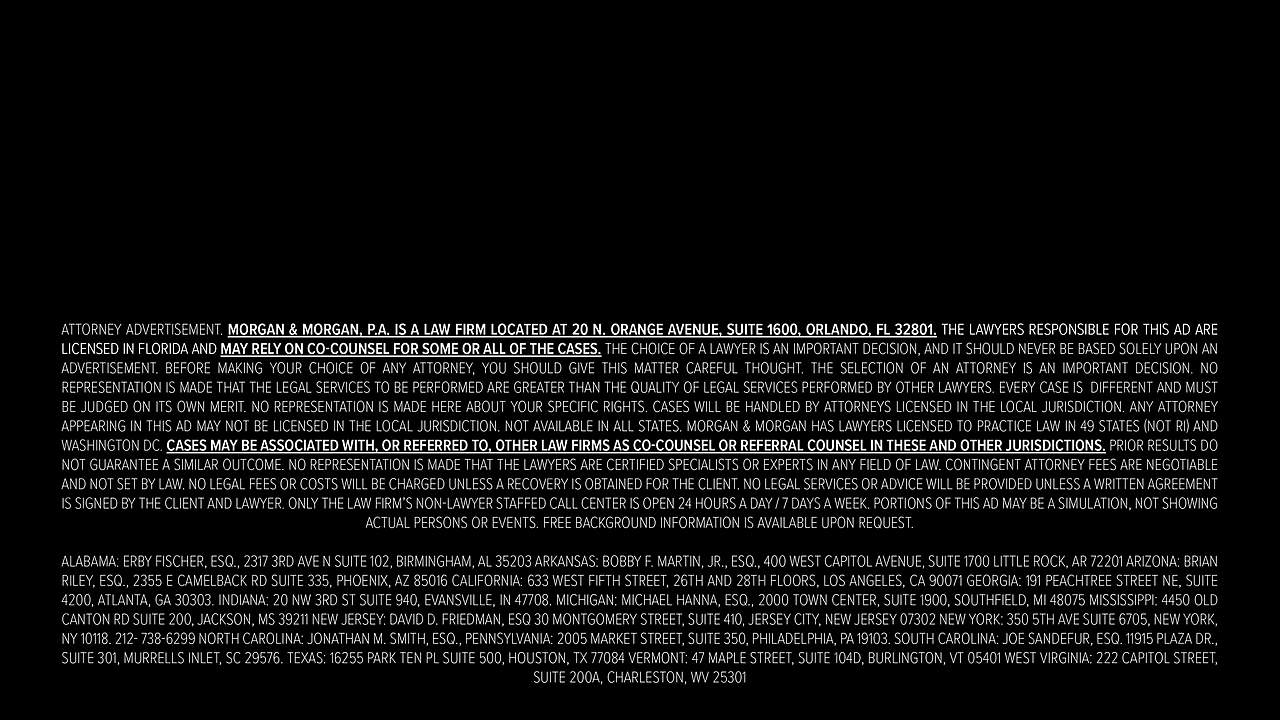 ATTORNEY ADVERTISEMENT. MORGAN & MORGAN, P.A. IS A LAW FIRM LOCATED AT 20 N. ORANGE AVENUE, SUITE 1600, ORLANDO, FL 32801. THE LAWYERS RESPONSIBLE FOR THIS AD ARE
LICENSED IN FLORIDA AND MAY RELY ON CO-COUNSEL FOR SOME OR ALL OF THE CASES. THE CHOICE OF A LAWYER IS AN IMPORTANT DECISION, AND IT SHOULD NEVER BE BASED SOLELY UPON AN
ADVERTISEMENT. BEFORE MAKING YOUR CHOICE OF ANY ATTORNEY, YOU SHOULD GIVE THIS MATTER CAREFUL THOUGHT. THE SELECTION OF AN ATTORNEY IS AN IMPORTANT DECISION. NO
REPRESENTATION IS MADE THAT THE LEGAL SERVICES TO BE PERFORMED ARE GREATER THAN THE QUALITY OF LEGAL SERVICES PERFORMED BY OTHER LAWYERS. EVERY CASE IS DIFFERENT AND MUST
BE JUDGED ON ITS OWN MERIT. NO REPRESENTATION IS MADE HERE ABOUT YOUR SPECIFIC RIGHTS. CASES WILL BE HANDLED BY ATTORNEYS LICENSED IN THE LOCAL JURISDICTION. ANY ATTORNEY
APPEARING IN THIS AD MAY NOT BE LICENSED IN THE LOCAL JURISDICTION. NOT AVAILABLE IN ALL STATES. MORGAN & MORGAN HAS LAWYERS LICENSED TO PRACTICE LAW IN 49 STATES (NOT RI) AND
WASHINGTON DC. CASES MAY BE ASSOCIATED WITH, OR REFERRED TO, OTHER LAW FIRMS AS CO-COUNSEL OR REFERRAL COUNSEL IN THESE AND OTHER JURISDICTIONS. PRIOR RESULTS DO
NOT GUARANTEE A SIMILAR OUTCOME. NO REPRESENTATION IS MADE THAT THE LAWYERS ARE CERTIFIED SPECIALISTS OR EXPERTS IN ANY FIELD OF LAW. CONTINGENT ATTORNEY FEES ARE NEGOTIABLE
AND NOT SET BY LAW. NO LEGAL FEES OR COSTS WILL BE CHARGED UNLESS A RECOVERY IS OBTAINED FOR THE CLIENT. NO LEGAL SERVICES OR ADVICE WILL BE PROVIDED UNLESS A WRITTEN AGREEMENT
IS SIGNED BY THE CLIENT AND LAWYER. ONLY THE LAW FIRM'S NON-LAWYER STAFFED CALL CENTER IS OPEN 24 HOURS A DAY / 7 DAYS A WEEK. PORTIONS OF THIS AD MAY BE A SIMULATION, NOT SHOWING
ACTUAL PERSONS OR EVENTS. FREE BACKGROUND INFORMATION IS AVAILABLE UPON REQUEST.
ALABAMA: ERBY FISCHER, ESQ., 2317 3RD AVE N SUITE 102, BIRMINGHAM, AL 35203 ARKANSAS: BOBBY F. MARTIN, JR., ESQ., 400 WEST CAPITOL AVENUE, SUITE 1700 LITTLE ROCK, AR 72201 ARIZONA: BRIAN
RILEY, ESQ., 2355 E CAMELBACK RD SUITE 335, PHOENIX, AZ 85016 CALIFORNIA: 633 WEST FIFTH STREET, 26TH AND 28TH FLOORS, LOS ANGELES, CA 90071 GEORGIA: 191 PEACHTREE STREET NE, SUITE
4200, ATLANTA, GA 30303. INDIANA: 20 NW 3RD ST SUITE 940, EVANSVILLE, IN 47708. MICHIGAN: MICHAEL HANNA, ESQ., 2000 TOWN CENTER, SUITE 1900, SOUTHFIELD, MI 48075 MISSISSIPPI: 4450 OLD
CANTON RD SUITE 200, JACKSON, MS 39211 NEW JERSEY: DAVID D. FRIEDMAN, ESQ 30 MONTGOMERY STREET, SUITE 410, JERSEY CITY, NEW JERSEY 07302 NEW YORK: 350 5TH AVE SUITE 6705, NEW YORK,
NY 10118. 212- 738-6299 NORTH CAROLINA: JONATHAN M. SMITH, ESQ., PENNSYLVANIA: 2005 MARKET STREET, SUITE 350, PHILADELPHIA, PA 19103. SOUTH CAROLINA: JOE SANDEFUR, ESQ. 11915 PLAZA DR.,
SUITE 301, MURRELLS INLET, SC 29576. TEXAS: 16255 PARK TEN PL SUITE 500, HOUSTON, TX 77084 VERMONT: 47 MAPLE STREET, SUITE 104D, BURLINGTON, VT 05401 WEST VIRGINIA: 222 CAPITOL STREET,
SUITE 200A, CHARLESTON, WV 25301